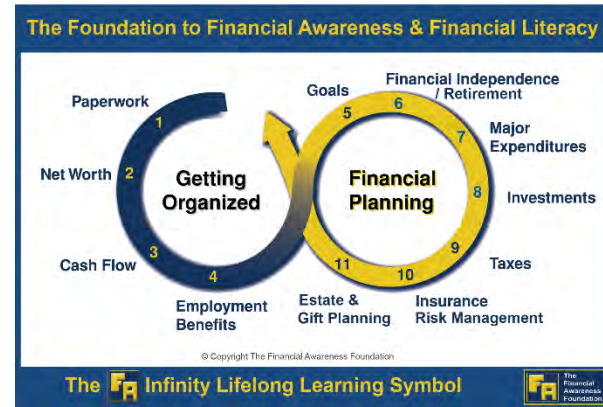 The Foundation to Financial Awareness & Financial Literacy
Paperwork
1
Net Worth
2
Cash Flow
3
4
Employment
Benefits
Getting
Organized
Goals
5
Financial Independence
/ Retirement
6
7
Major
Expenditures
8
Investments
9
Taxes
10
Insurance
Risk Management
11
Estate &
Gift Planning
Financial
Planning
© Copyright The Financial Awareness Foundation
The FA Infinity Lifelong Learning Symbol
FA
The
Financial
Awareness
Foundation